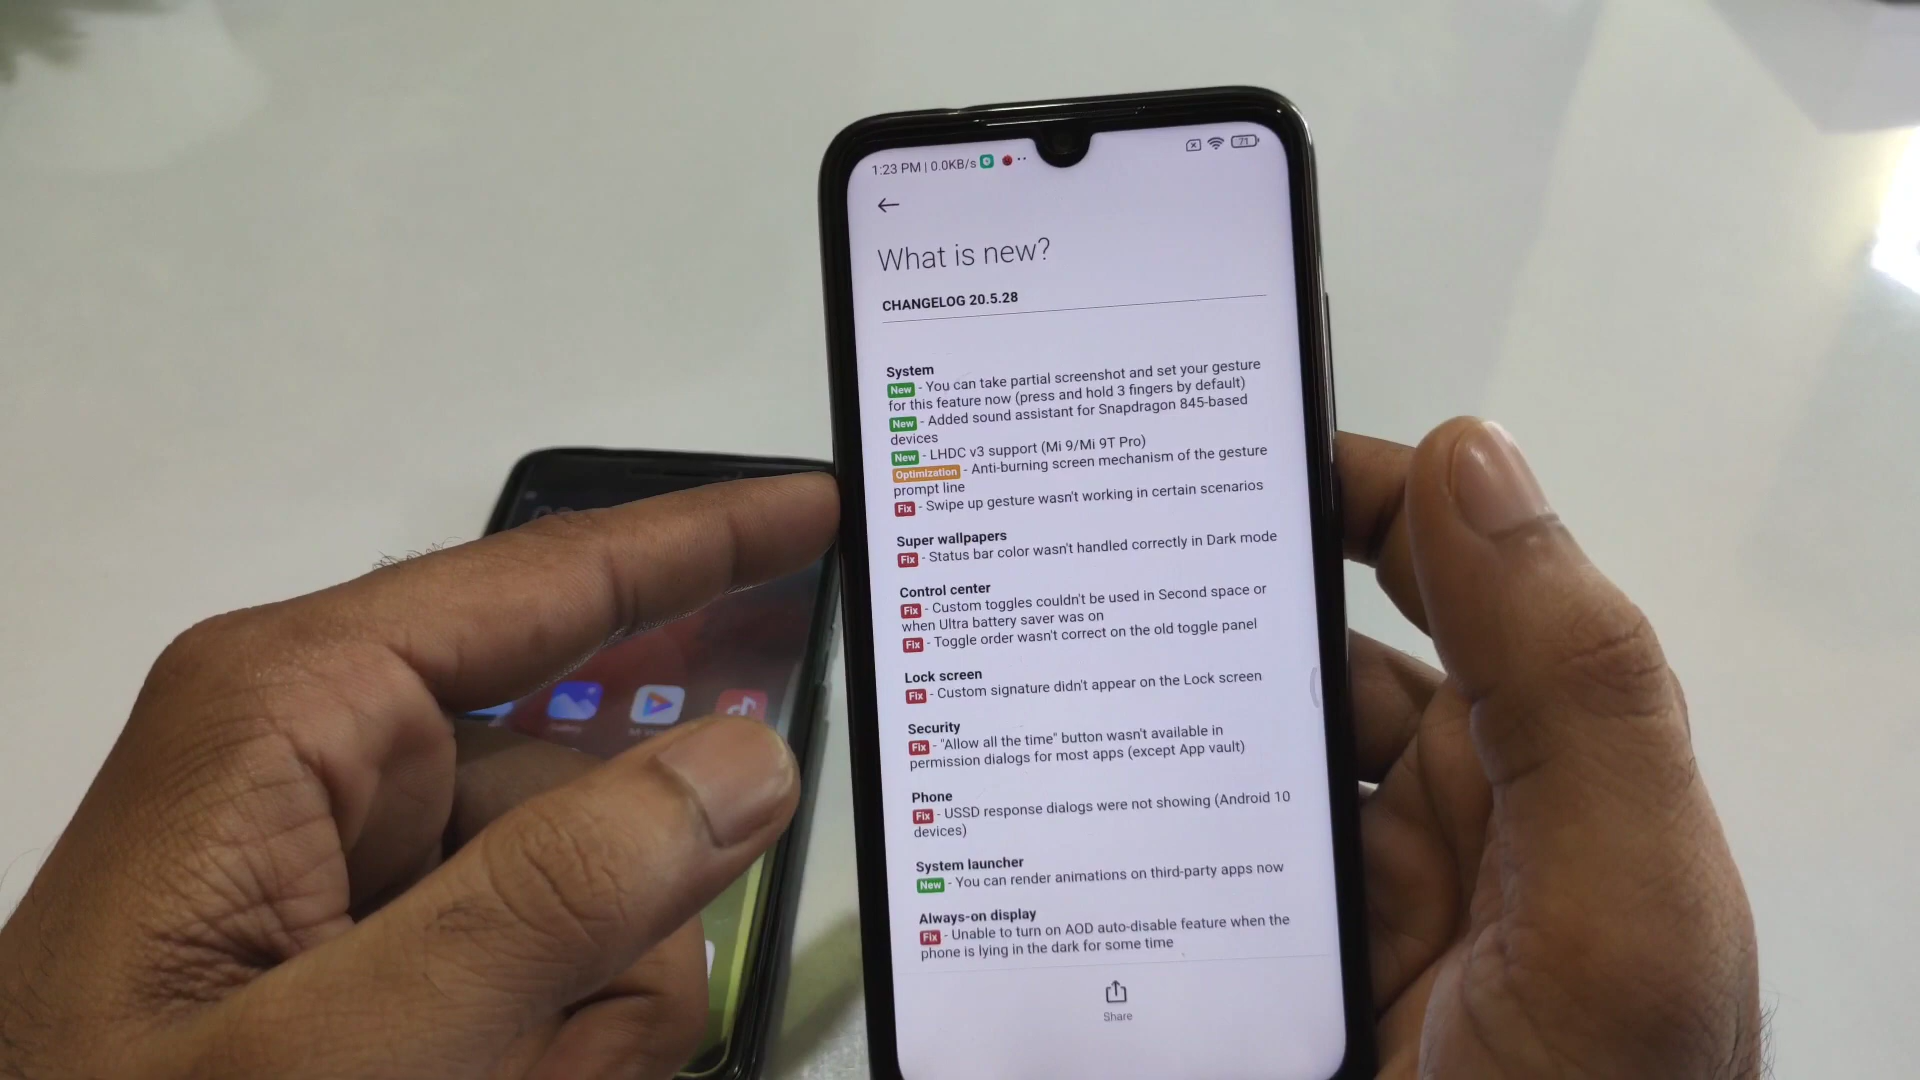 1:23 PM | 0.0KB/s
71
What is new?
CHANGELOG 20.5.28
System
New - You can take partial screenshot and set your gesture
for this feature now (press and hold 3 fingers by default)
New - Added sound assistant for Snapdragon 845-based
devices
New - LHDC v3 support (Mi 9/Mi 9T Pro)
Optimization - Anti-burning screen mechanism of the gesture
prompt line
Fix - Swipe up gesture wasn't working in certain scenarios
Super wallpapers
Fix - Status bar color wasn't handled correctly in Dark mode
Control center
Fix - Custom toggles couldn't be used in Second space or
when Ultra battery saver was on
Fix - Toggle order wasn't correct on the old toggle panel
Lock screen
Fix - Custom signature didn't appear on the Lock screen
Security
Fix - "Allow all the time" button wasn't available in
permission dialogs for most apps (except App vault)
Phone
Fix - USSD response dialogs were not showing (Android 10
devices)
System launcher
New - You can render animations on third-party apps now
Always-on display
Fix - Unable to turn on AOD auto-disable feature when the
phone is lying in the dark for some time
Share